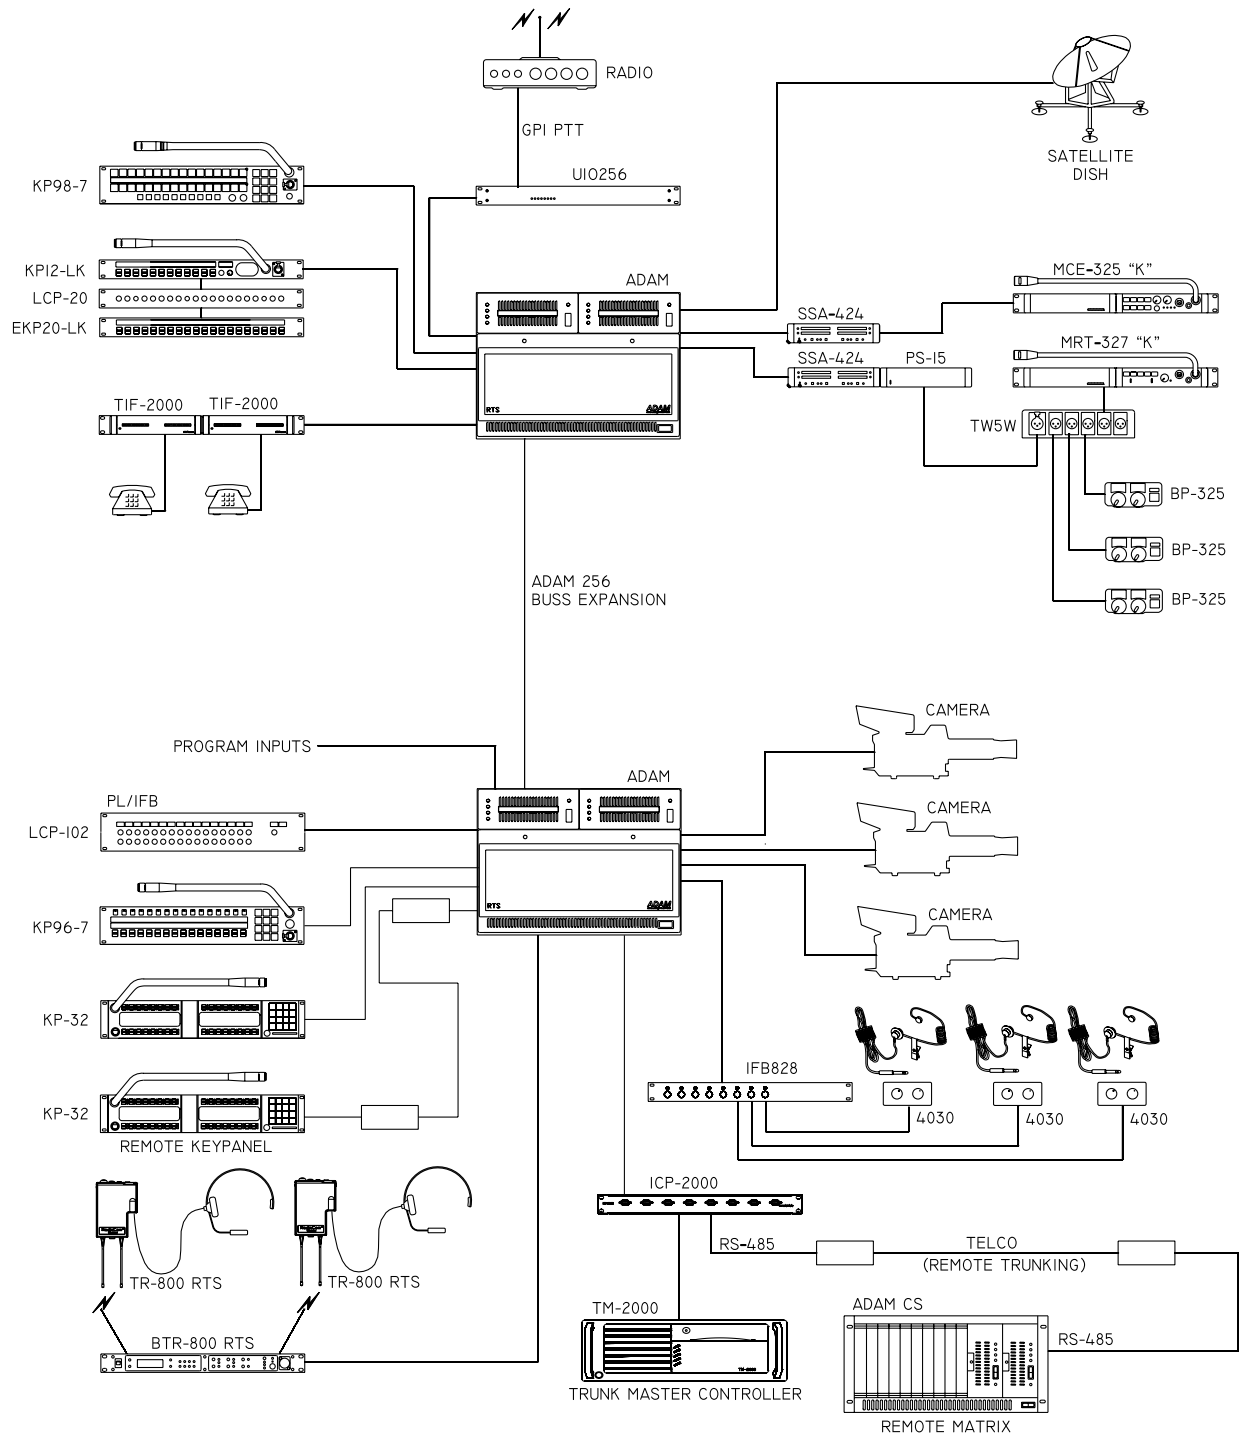 RADIO
GPI PTT
SATELLITE
DISH
UIO256
KP98-7
KP12-LK
LCP-20
EKP20-LK
ADAM
MCE-325 “K”
SSA-424
SSA-424
PS-15
MRT-327 “K”
RTS
ADAM
TIF-2000
TIF-2000
TW5W
BP-325
BP-325
BP-325
ADAM 256
BUSS EXPANSION
CAMERA
PROGRAM INPUTS
ADAM
PL/IFB
LCP-102
CAMERA
RTS
ADAM
KP96-7
CAMERA
KP-32
IFB828
KP-32
4030
4030
4030
REMOTE KEYPANEL
ICP-2000
RS-485
TELCO
(REMOTE TRUNKING)
TR-800 RTS
TR-800 RTS
TM-2000
ADAM CS
BTR-800 RTS
RS-485
TM-2000
TRUNK MASTER CONTROLLER
REMOTE MATRIX